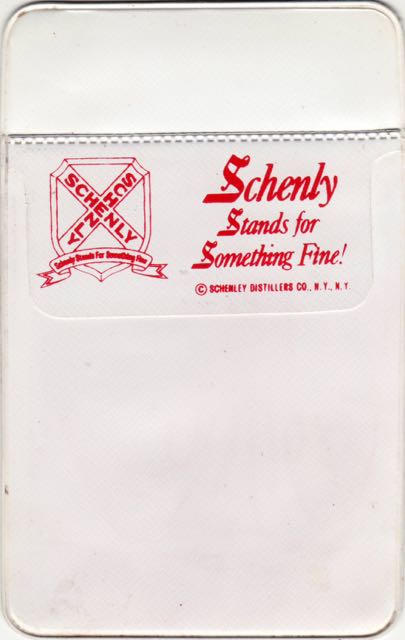 SCHENLY
SCHENLY
Schenly Stands For Something Fine
Schenly
Stands for
Something Fine!
© SCHENLEY DISTILLERS CO., N.Y., N.Y.